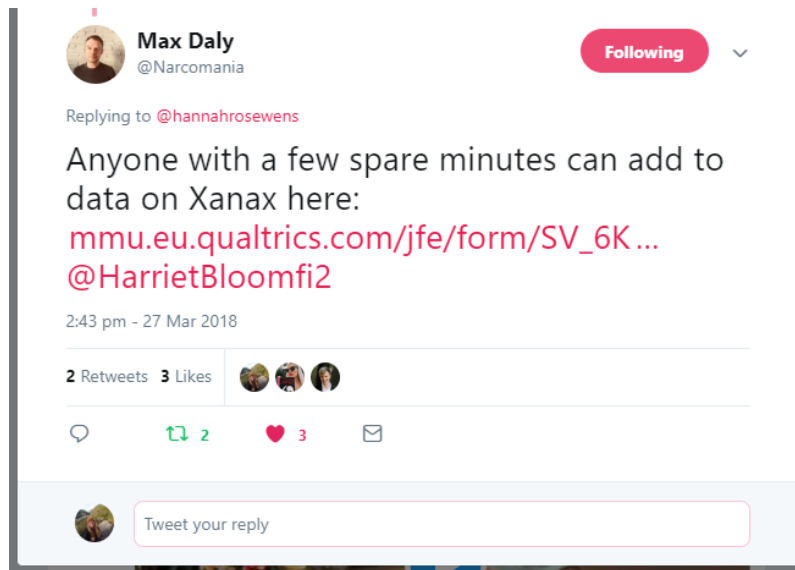 Max Daly
@Narcomania
Following
Replying to @hannahrosewens
Anyone with a few spare minutes can add to
data on Xanax here:
mmu.eu.qualtrics.com/jfe/form/SV_6K…
@HarrietBloomfi2
2:43 pm - 27 Mar 2018
2 Retweets 3 Likes
2 3
Tweet your reply